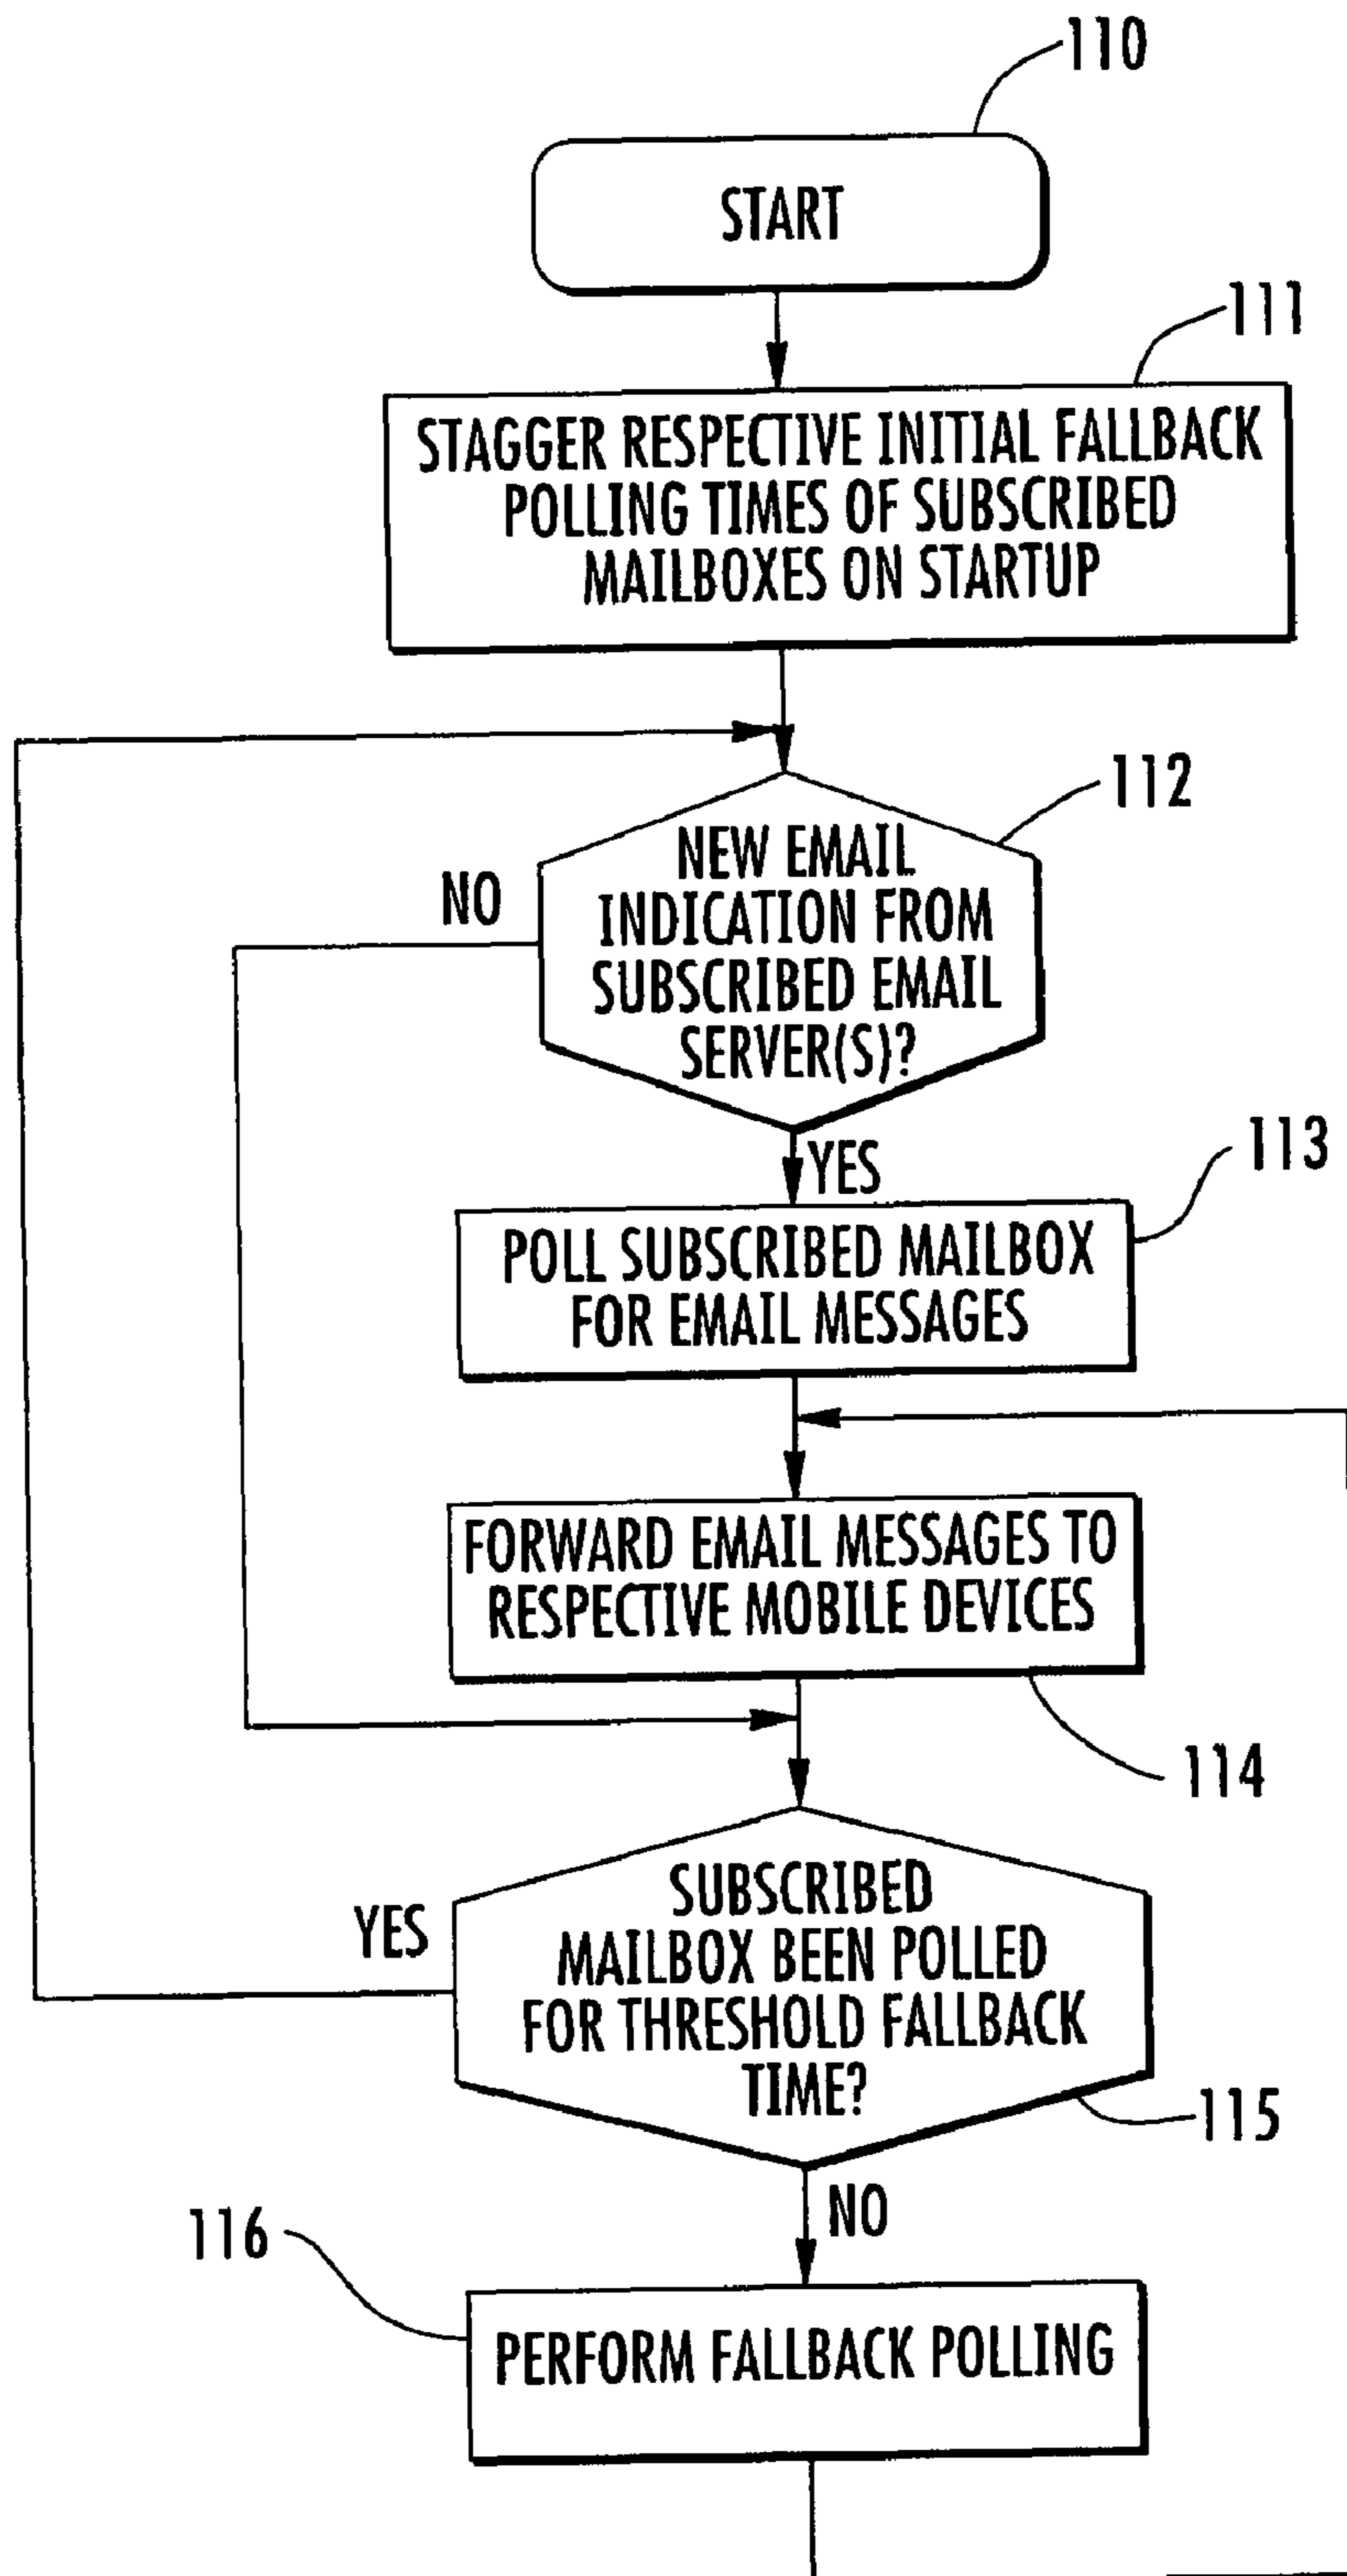 110
START
111
STAGGER RESPECTIVE INITIAL FALLBACK
POLLING TIMES OF SUBSCRIBED
MAILBOXES ON STARTUP
112
NEW EMAIL
INDICATION FROM
SUBSCRIBED EMAIL
SERVER(S)?
NO
YES
113
POLL SUBSCRIBED MAILBOX
FOR EMAIL MESSAGES
FORWARD EMAIL MESSAGES TO
RESPECTIVE MOBILE DEVICES
114
SUBSCRIBED
MAILBOX BEEN POLLED
FOR THRESHOLD FALLBACK
TIME?
YES
115
NO
116
PERFORM FALLBACK POLLING